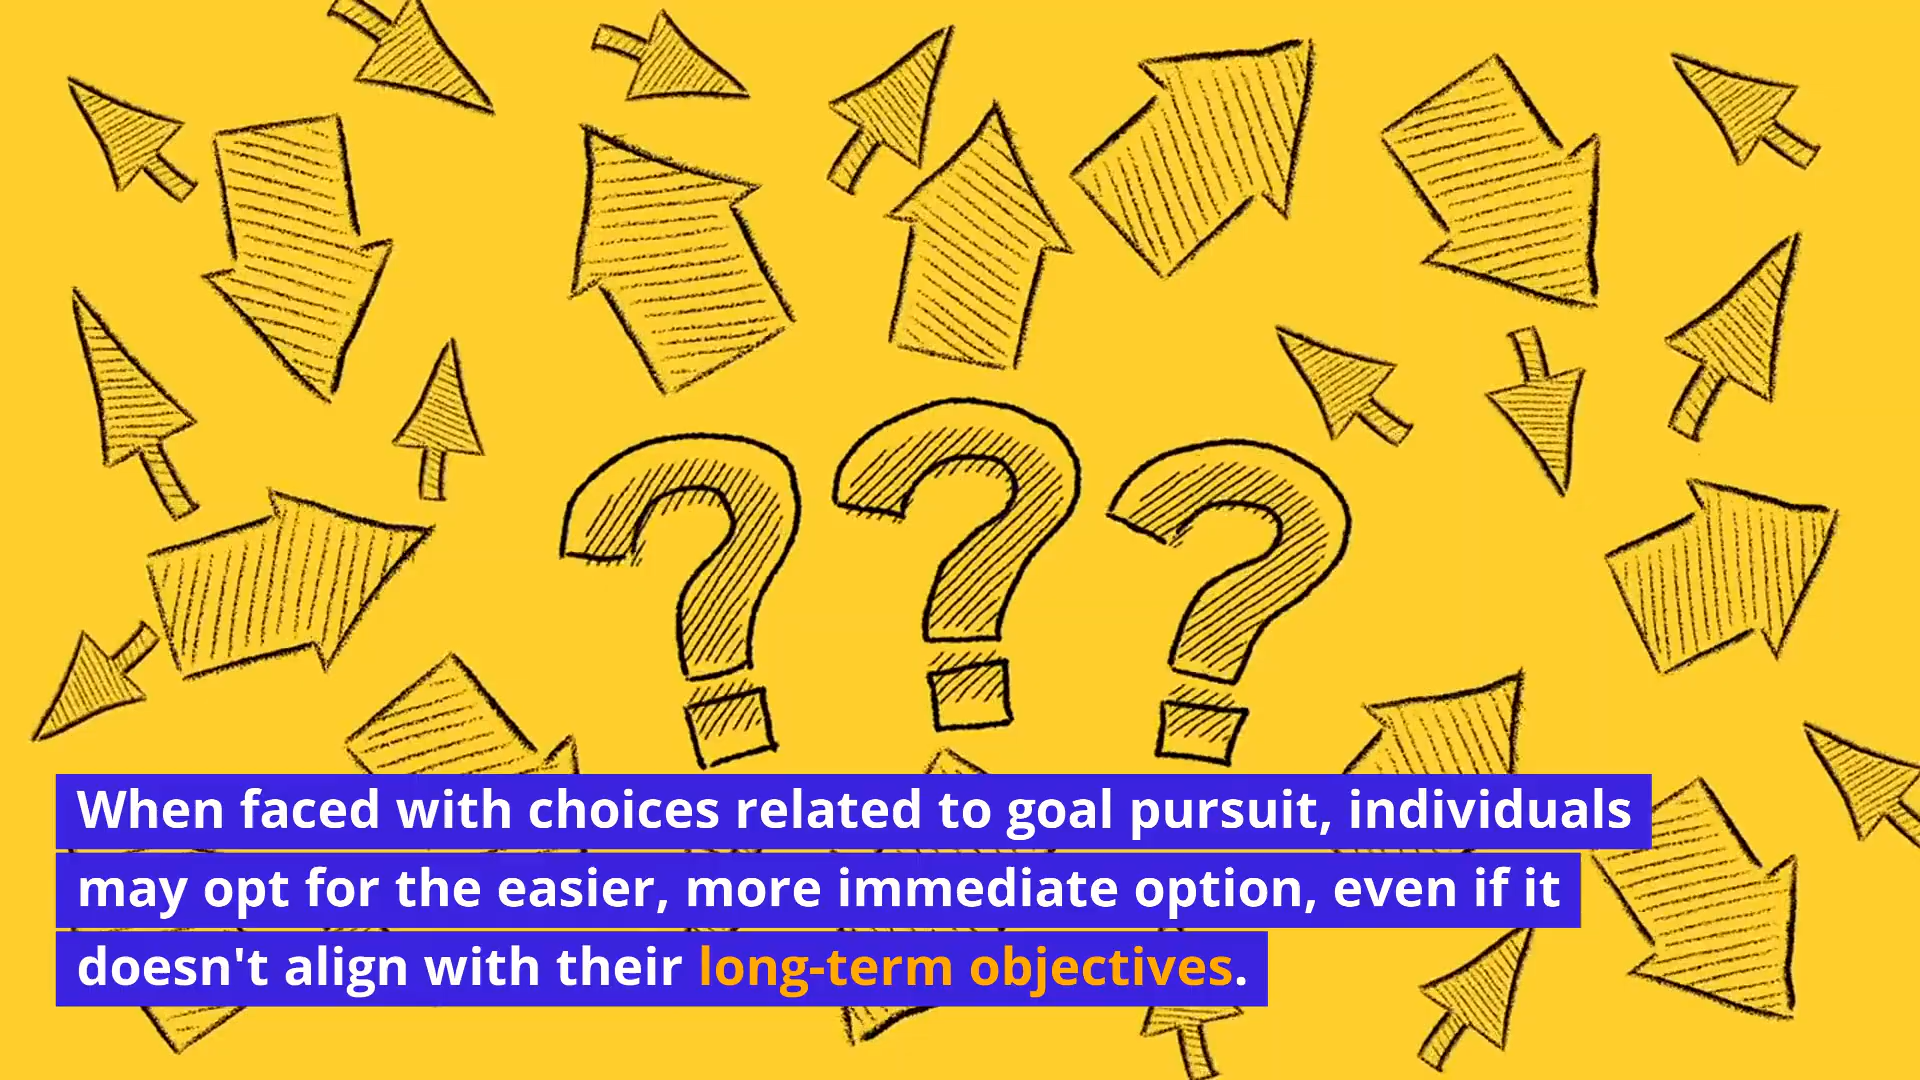 When faced with choices related to goal pursuit, individuals
may opt for the easier, more immediate option, even if it
doesn't align with their long-term objectives.